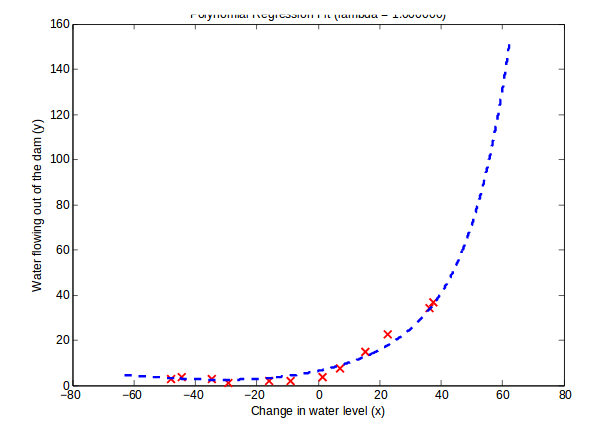 Polynomial Regression Fit (lambda = 1.000000)
160
140
120
100
80
60
40
20
0
Water flowing out of the dam (y)
−80 −60 −40 −20 0 20 40 60 80
Change in water level (x)